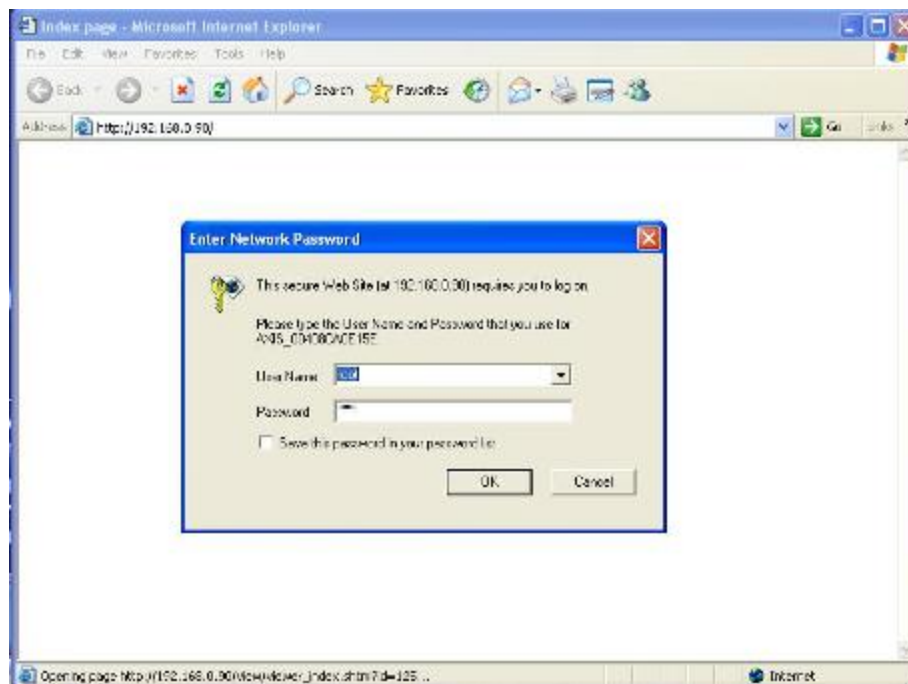 Index page - Microsoft Internet Explorer
File Edit View Favorites Tools Help
Back Search Favorites
Address http://192.168.0.90/ Go Links
Enter Network Password
This secure Web Site (at 192.168.0.90) requires you to log on.
Please type the User Name and Password that you use for
User Name
Password
Save this password in your password list
OK Cancel
Opening page http://192.168.0.90/view/viewer_index.shtml?id=125... Internet